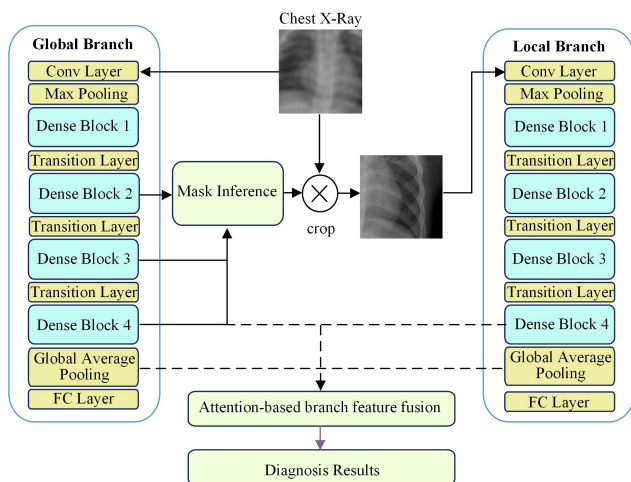 Chest X-Ray
Global Branch
Conv Layer
Max Pooling
Dense Block 1
Transition Layer
Dense Block 2
Transition Layer
Dense Block 3
Transition Layer
Dense Block 4
Global Average
Pooling
FC Layer
Mask Inference
crop
Local Branch
Conv Layer
Max Pooling
Dense Block 1
Transition Layer
Dense Block 2
Transition Layer
Dense Block 3
Transition Layer
Dense Block 4
Global Average
Pooling
FC Layer
Attention-based branch feature fusion
Diagnosis Results